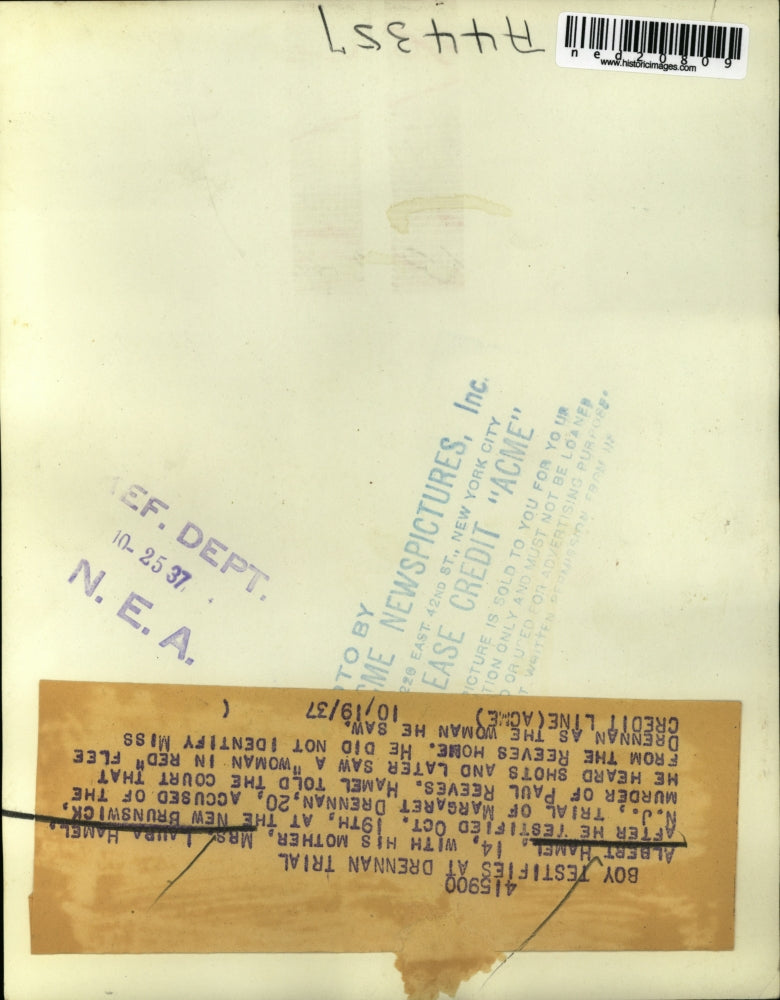 A44357
ned20809
www.historicimages.com
PHOTO BY
ACME NEWSPICTURES, Inc.
220 EAST 42ND ST., NEW YORK CITY
PLEASE CREDIT "ACME"
PICTURE IS SOLD TO YOU FOR YOUR
TION ONLY AND MUST NOT BE LOANED
OR USED FOR ADVERTISING PURPOSE
T WRITTEN PERMISSION FROM US
REF. DEPT.
10-25 37
N. E. A.
415900
BOY TESTIFIES AT DRENNAN TRIAL
ALBERT HAMEL, 14, WITH HIS MOTHER, MRS. LAURA HAMEL,
AFTER HE TESTIFIED OCT. 19TH, AT THE NEW BRUNSWICK,
N.J., TRIAL OF MARGARET DRENNAN, 20, ACCUSED OF THE
MURDER OF PAUL REEVES. HAMEL TOLD THE COURT THAT
HE HEARD SHOTS AND LATER SAW A "WOMAN IN RED" FLEE
FROM THE REEVES HOME. HE DID NOT IDENTIFY MISS
DRENNAN AS THE WOMAN HE SAW.
CREDIT LINE (ACME) 10/19/37 (